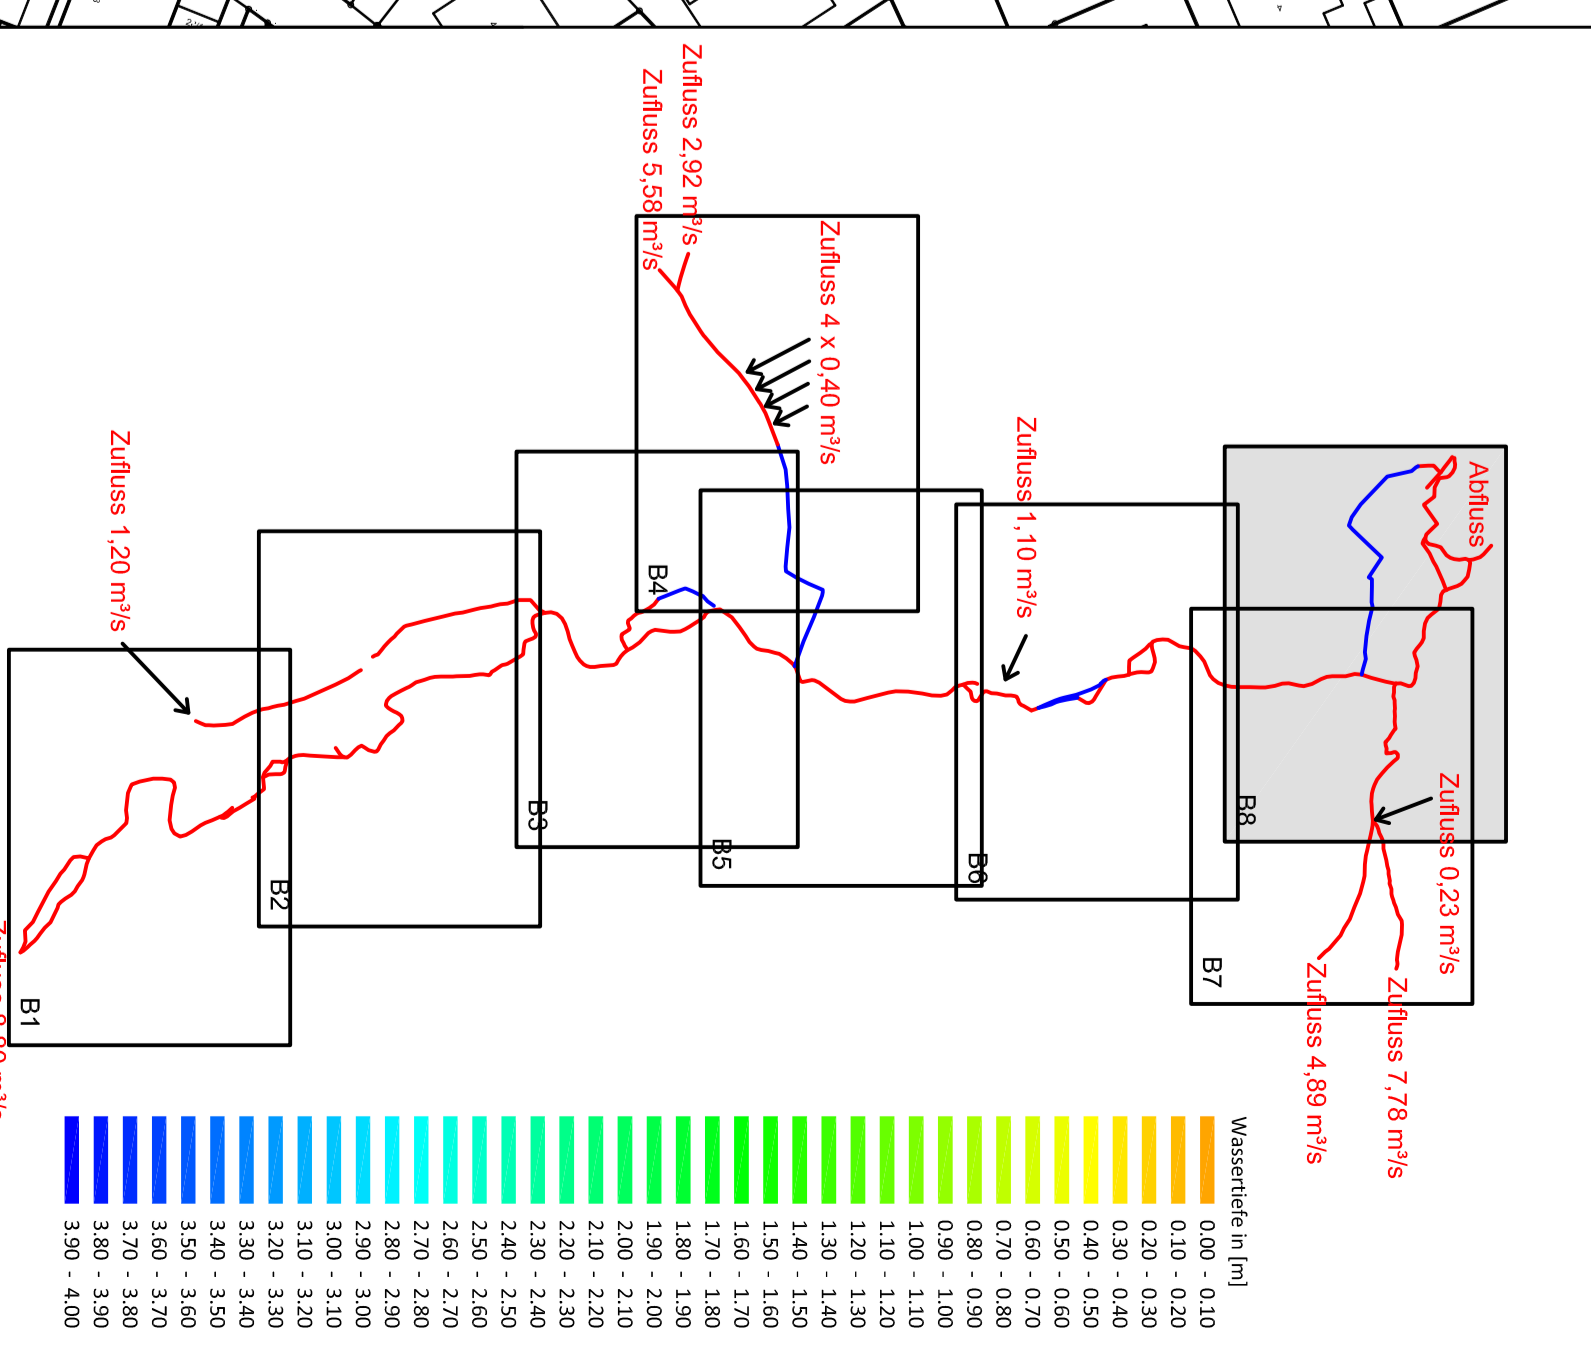 Zufluss 2,92 m³/s
Zufluss 5,58 m³/s
Zufluss 4 x 0,40 m³/s
Zufluss 1,10 m³/s
Zufluss 1,20 m³/s
Abfluss
Zufluss 0,23 m³/s
Zufluss 7,78 m³/s
Zufluss 4,89 m³/s
B8
B7
B6
B5
B4
B3
B2
B1
Wassertiefe in [m]
0.00 - 0.10
0.10 - 0.20
0.20 - 0.30
0.30 - 0.40
0.40 - 0.50
0.50 - 0.60
0.60 - 0.70
0.70 - 0.80
0.80 - 0.90
0.90 - 1.00
1.00 - 1.10
1.10 - 1.20
1.20 - 1.30
1.30 - 1.40
1.40 - 1.50
1.50 - 1.60
1.60 - 1.70
1.70 - 1.80
1.80 - 1.90
1.90 - 2.00
2.00 - 2.10
2.10 - 2.20
2.20 - 2.30
2.30 - 2.40
2.40 - 2.50
2.50 - 2.60
2.60 - 2.70
2.70 - 2.80
2.80 - 2.90
2.90 - 3.00
3.00 - 3.10
3.10 - 3.20
3.20 - 3.30
3.30 - 3.40
3.40 - 3.50
3.50 - 3.60
3.60 - 3.70
3.70 - 3.80
3.80 - 3.90
3.90 - 4.00